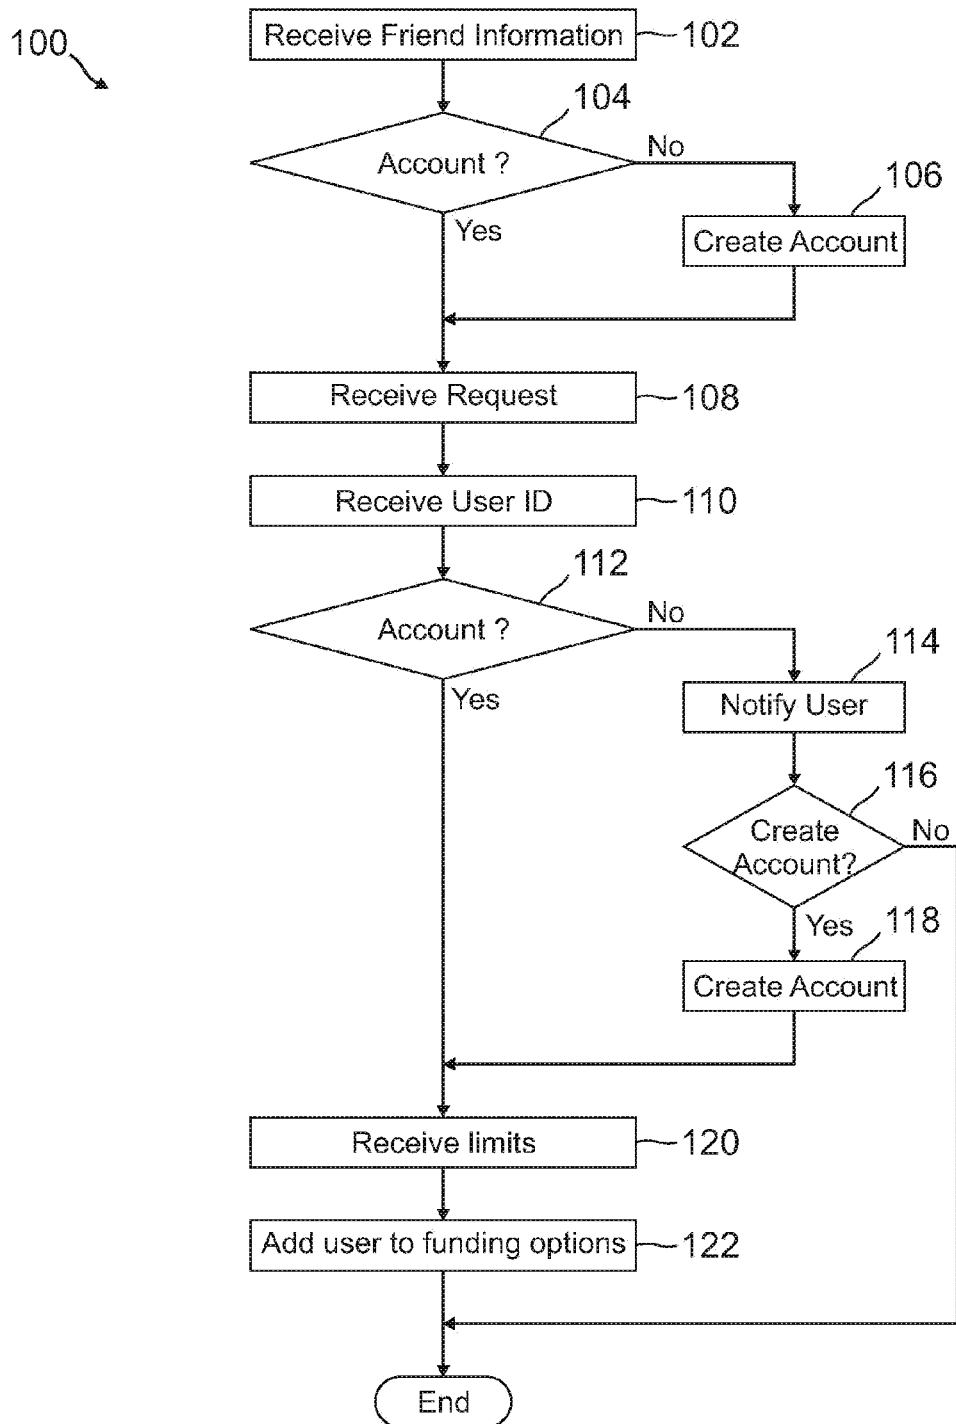 100
Receive Friend Information
102
104
Account ?
No
Yes
106
Create Account
Receive Request
108
Receive User ID
110
112
Account ?
No
Yes
114
Notify User
116
Create
Account?
No
Yes
118
Create Account
Receive limits
120
Add user to funding options
122
End